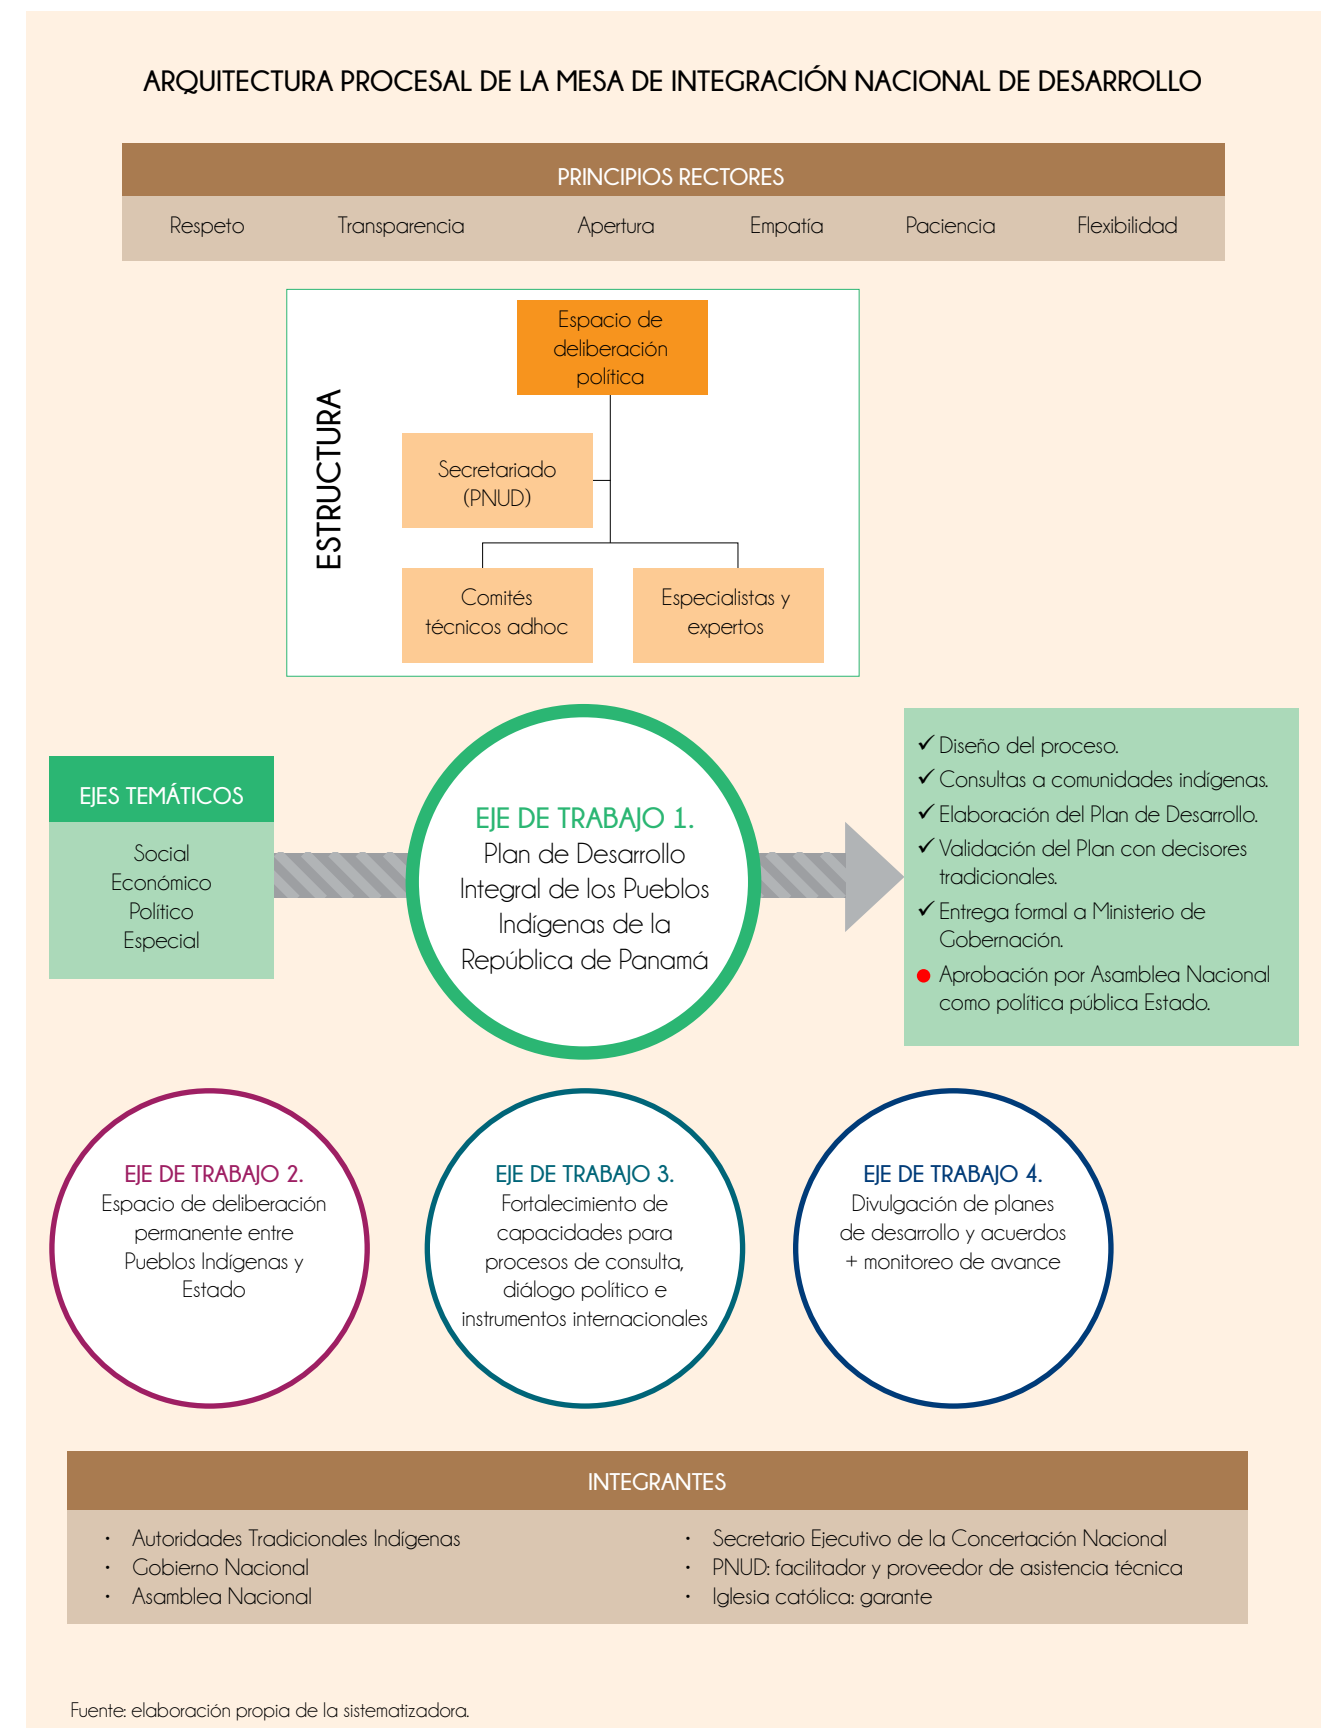 ARQUITECTURA PROCESAL DE LA MESA DE INTEGRACIÓN NACIONAL DE DESARROLLO
PRINCIPIOS RECTORES
Respeto Transparencia Apertura Empatía Paciencia Flexibilidad
ESTRUCTURA
Espacio de
deliberación
política
Secretariado
(PNUD)
Comités
técnicos adhoc
Especialistas y
expertos
EJES TEMÁTICOS
Social
Económico
Político
Especial
EJE DE TRABAJO 1.
Plan de Desarrollo
Integral de los Pueblos
Indígenas de la
República de Panamá
✓ Diseño del proceso.
✓ Consultas a comunidades indígenas.
✓ Elaboración del Plan de Desarrollo.
✓ Validación del Plan con decisores
tradicionales.
✓ Entrega formal a Ministerio de
Gobernación.
● Aprobación por Asamblea Nacional
como política pública Estado.
EJE DE TRABAJO 2.
Espacio de deliberación
permanente entre
Pueblos Indígenas y
Estado
EJE DE TRABAJO 3.
Fortalecimiento de
capacidades para
procesos de consulta,
diálogo político e
instrumentos internacionales
EJE DE TRABAJO 4.
Divulgación de planes
de desarrollo y acuerdos
+ monitoreo de avance
INTEGRANTES
· Autoridades Tradicionales Indígenas
· Gobierno Nacional
· Asamblea Nacional
· Secretario Ejecutivo de la Concertación Nacional
· PNUD: facilitador y proveedor de asistencia técnica
· Iglesia católica: garante
Fuente: elaboración propia de la sistematizadora.